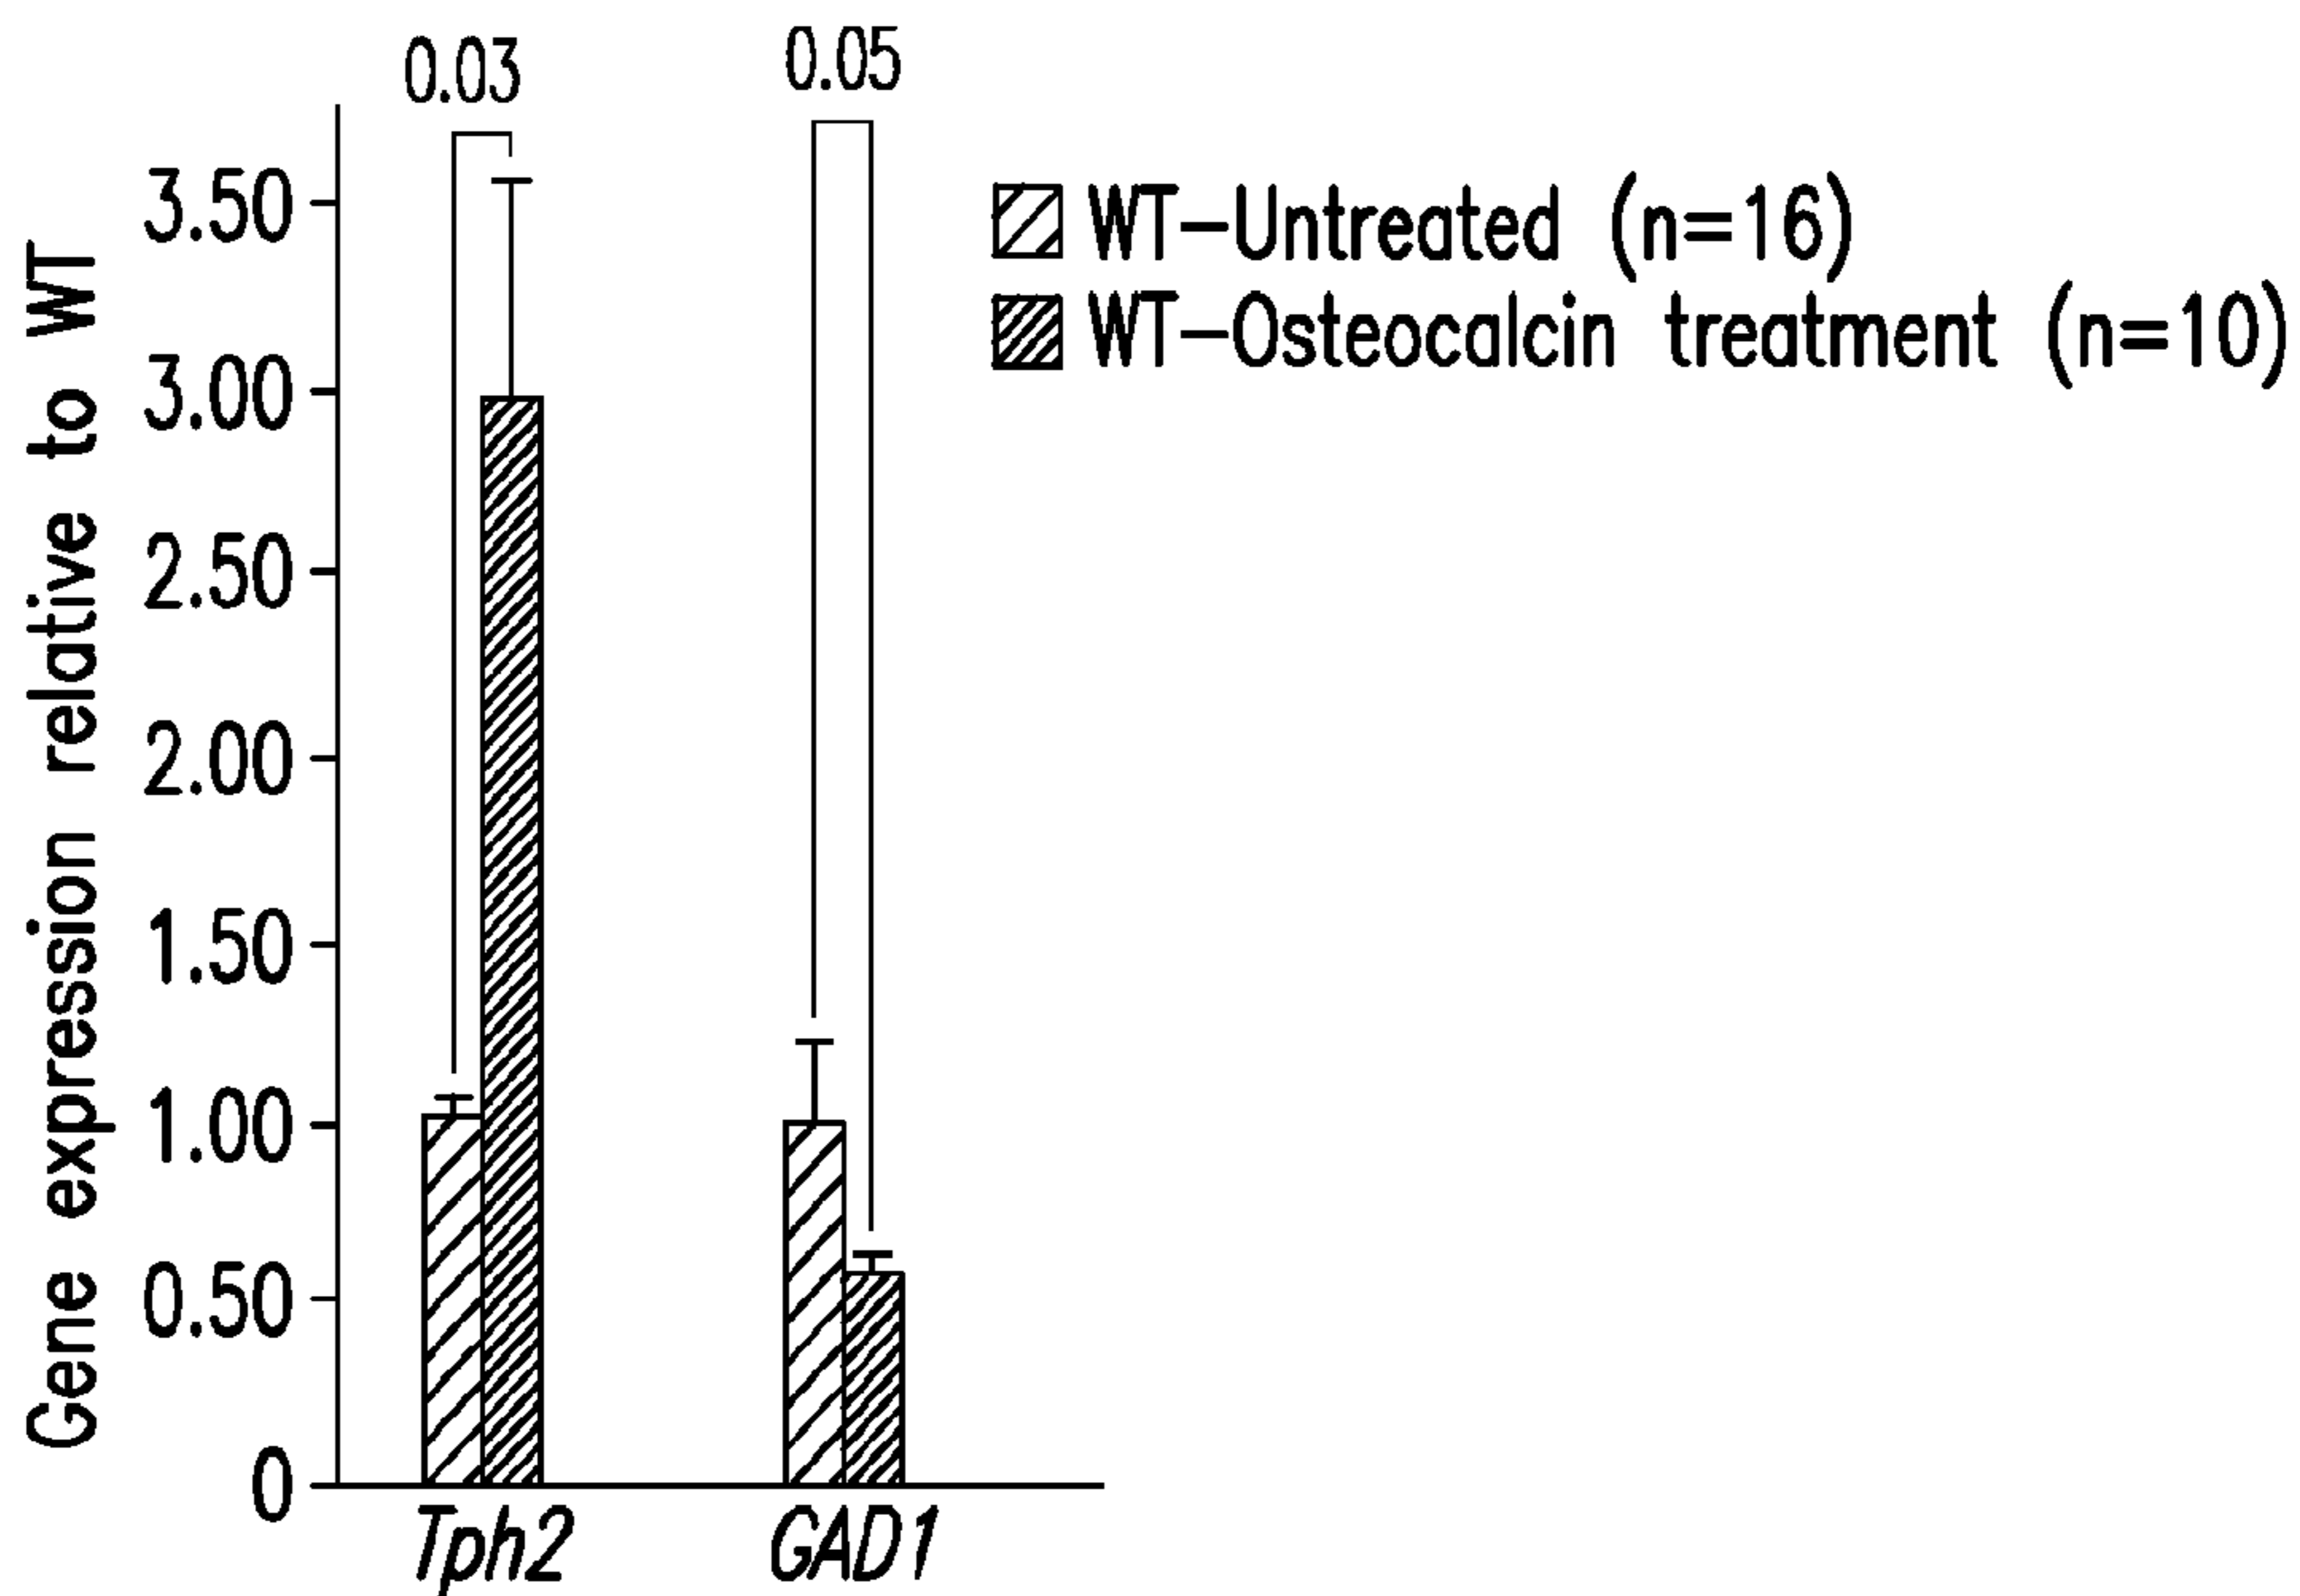 0.03
0.05
Gene expression relative to WT
3.50
3.00
2.50
2.00
1.50
1.00
0.50
0
WT-Untreated (n=16)
WT-Osteocalcin treatment (n=10)
Tph2
GAD1